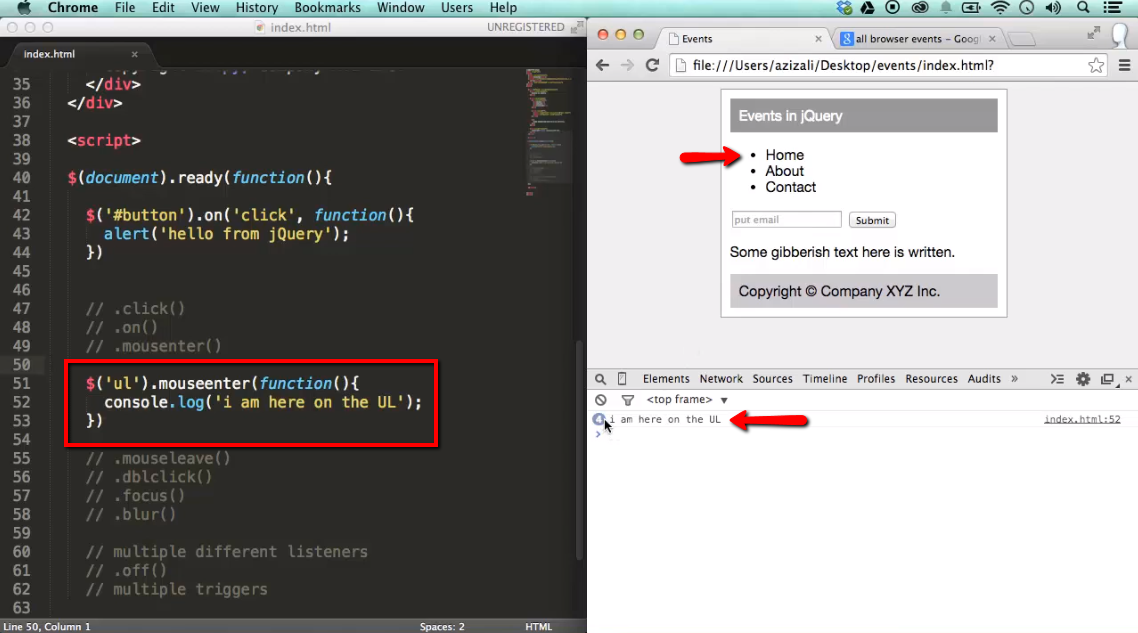 Chrome File Edit View History Bookmarks Window Users Help
index.html
UNREGISTERED
index.html ×
35 </div>
36 </div>
37
38 <script>
39
40 $(document).ready(function(){
41
42 $('#button').on('click', function(){
43 alert('hello from jQuery');
44 })
45
46
47 // .click()
48 // .on()
49 // .mousenter()
50
51 $('ul').mouseenter(function(){
52 console.log('i am here on the UL');
53 })
54
55 // .mouseleave()
56 // .dblclick()
57 // .focus()
58 // .blur()
59
60 // multiple different listeners
61 // .off()
62 // multiple triggers
63
Line 50, Column 1 Spaces: 2 HTML
Events × all browser events – Goog ×
file:///Users/azizali/Desktop/events/index.html?
Events in jQuery
• Home
• About
• Contact
put email Submit
Some gibberish text here is written.
Copyright © Company XYZ Inc.
Elements Network Sources Timeline Profiles Resources Audits »
<top frame> ▼
4 i am here on the UL index.html:52